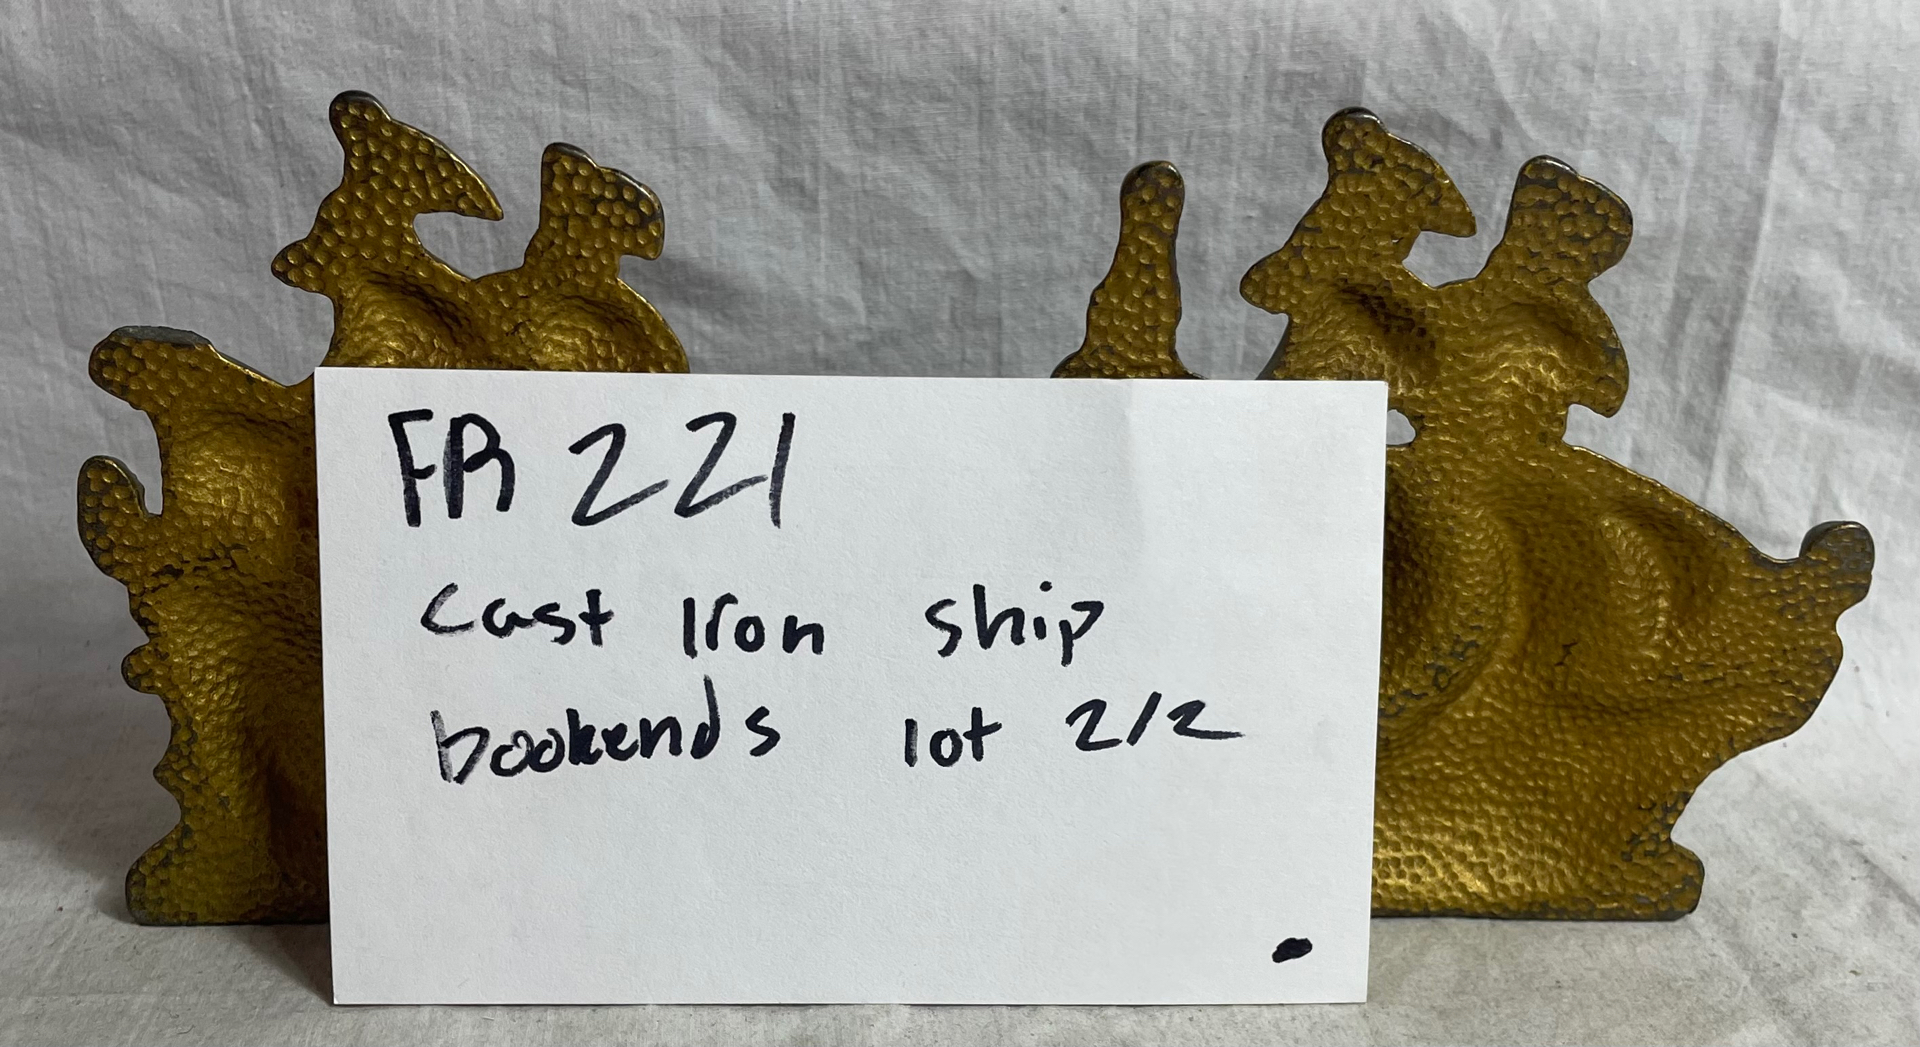 FR 221
Cast Iron ship
bookends lot 2/2